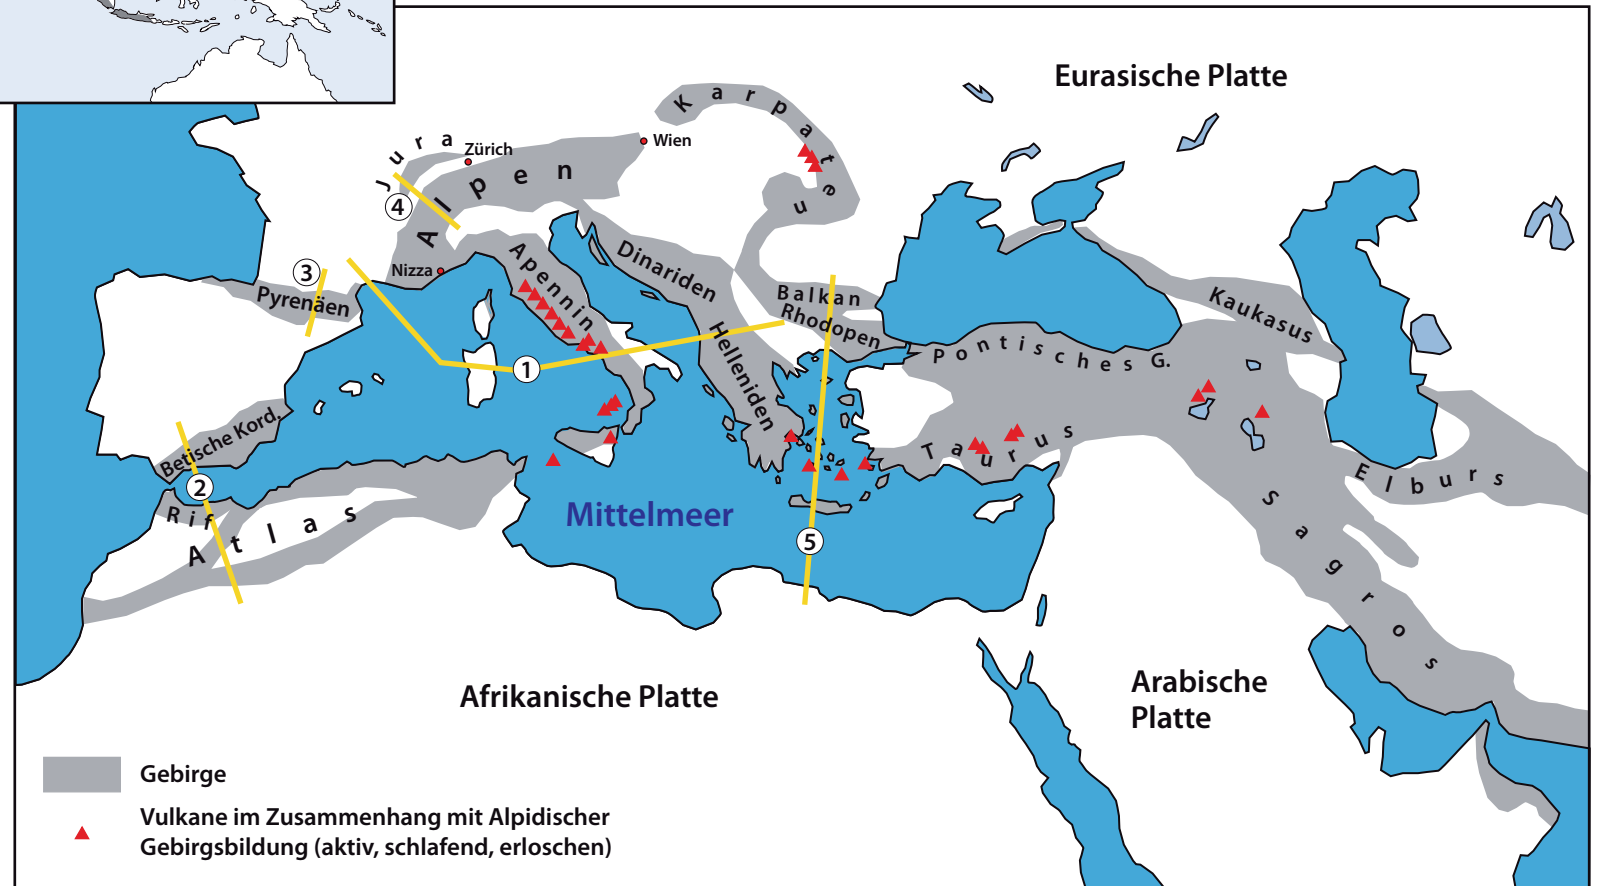 Eurasische Platte
Karpaten
Jura
Zürich
Wien
Alpen
4
Nizza
3
Pyrenäen
Apennin
Dinariden
Balkan
Rhodopen
Kaukasus
Helleniden
Pontisches G.
1
Betische Kord.
2
Rif
Atlas
Taurus
Elburs
Mittelmeer
5
Sagros
Afrikanische Platte
Arabische
Platte
Gebirge
Vulkane im Zusammenhang mit Alpidischer
Gebirgsbildung (aktiv, schlafend, erloschen)